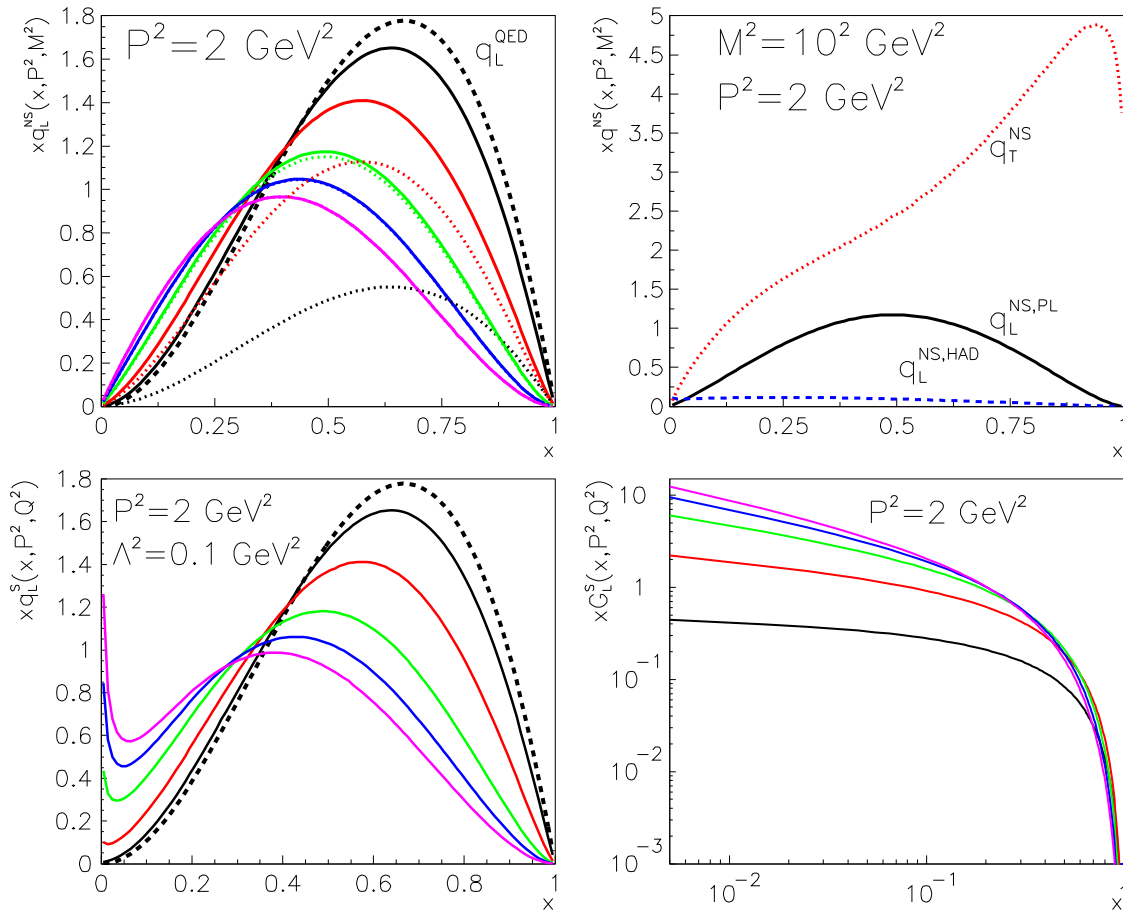 xq_L^NS(x,P²,M²)
P²=2 GeV²
q_L^QED
1.8
1.6
1.4
1.2
1
0.8
0.6
0.4
0.2
0
0 0.25 0.5 0.75 1
x
xq^NS(x,P²,M²)
M²=10² GeV²
P²=2 GeV²
q_T^NS
q_L^NS,PL
q_L^NS,HAD
5
4.5
4
3.5
3
2.5
2
1.5
1
0.5
0
0 0.25 0.5 0.75 1
x
xq_L^S(x,P²,Q²)
P²=2 GeV²
Λ²=0.1 GeV²
1.8
1.6
1.4
1.2
1
0.8
0.6
0.4
0.2
0
0 0.2 0.4 0.6 0.8 1
x
xG_L^S(x,P²,Q²)
P²=2 GeV²
10
1
10⁻¹
10⁻²
10⁻³
10⁻² 10⁻¹ 1
x